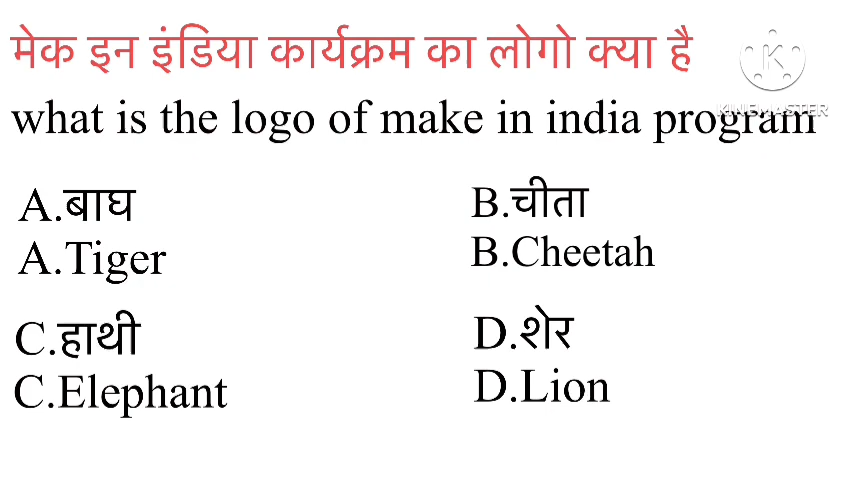 मेक इन इंडिया कार्यक्रम का लोगो क्या है
KINEMASTER
what is the logo of make in india program
A.बाघ
A.Tiger
B.चीता
B.Cheetah
C.हाथी
C.Elephant
D.शेर
D.Lion